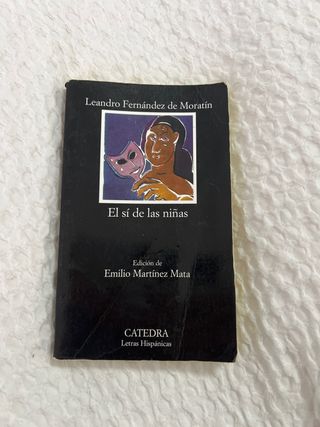 Leandro Fernández de Moratín
El sí de las niñas
Edición de
Emilio Martínez Mata
CATEDRA
Letras Hispánicas